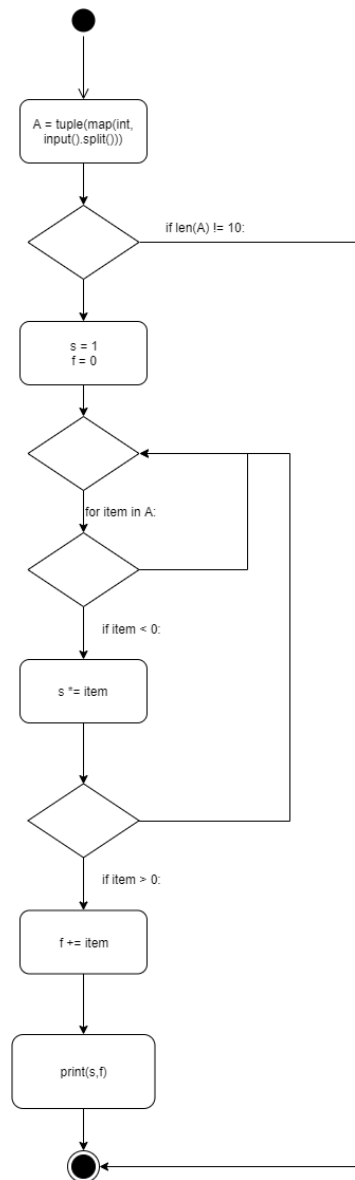 A = tuple(map(int,
input().split()))
if len(A) != 10:
s = 1
f = 0
for item in A:
if item < 0:
s *= item
if item > 0:
f += item
print(s,f)